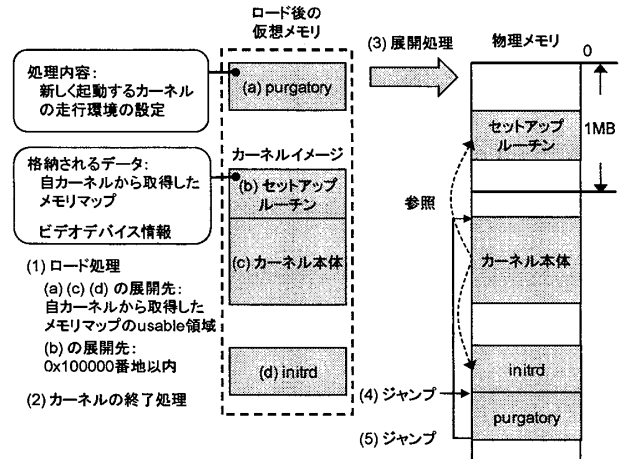 ロード後の
仮想メモリ
(3) 展開処理
物理メモリ
0
処理内容:
新しく起動するカーネル
の走行環境の設定
(a) purgatory
セットアップ
ルーチン
1MB
格納されるデータ:
自カーネルから取得した
メモリマップ
ビデオデバイス情報
カーネルイメージ
(b) セットアップ
ルーチン
(c) カーネル本体
参照
カーネル本体
(1) ロード処理
(a) (c) (d) の展開先:
自カーネルから取得した
メモリマップのusable領域
(b) の展開先:
0x100000番地以内
(2) カーネルの終了処理
(d) initrd
initrd
(4) ジャンプ
purgatory
(5) ジャンプ